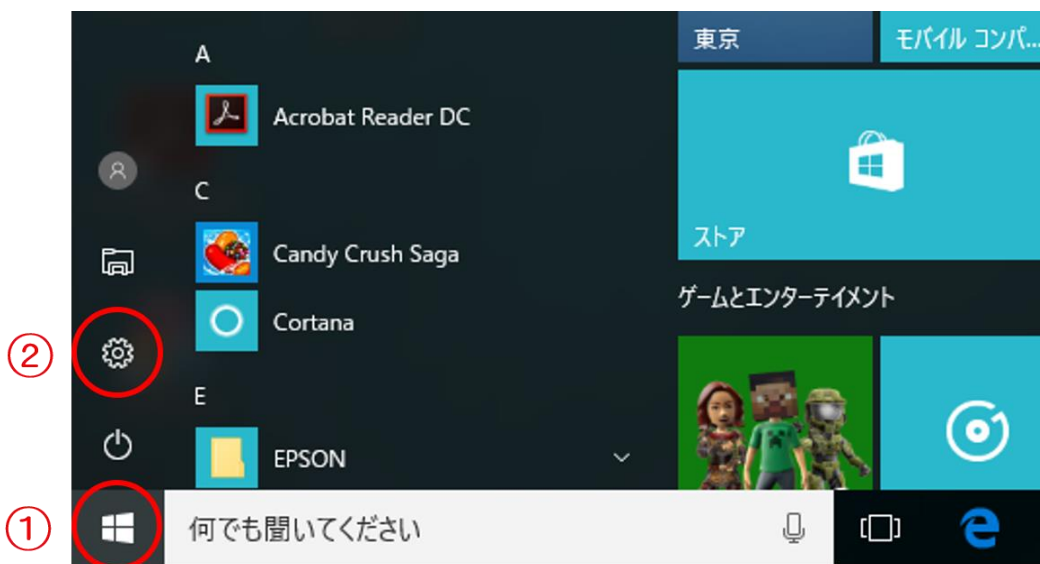 東京
モバイル コンパ...
A
Acrobat Reader DC
C
Candy Crush Saga
Cortana
E
EPSON
ストア
ゲームとエンターテイメント
②
①
何でも聞いてください